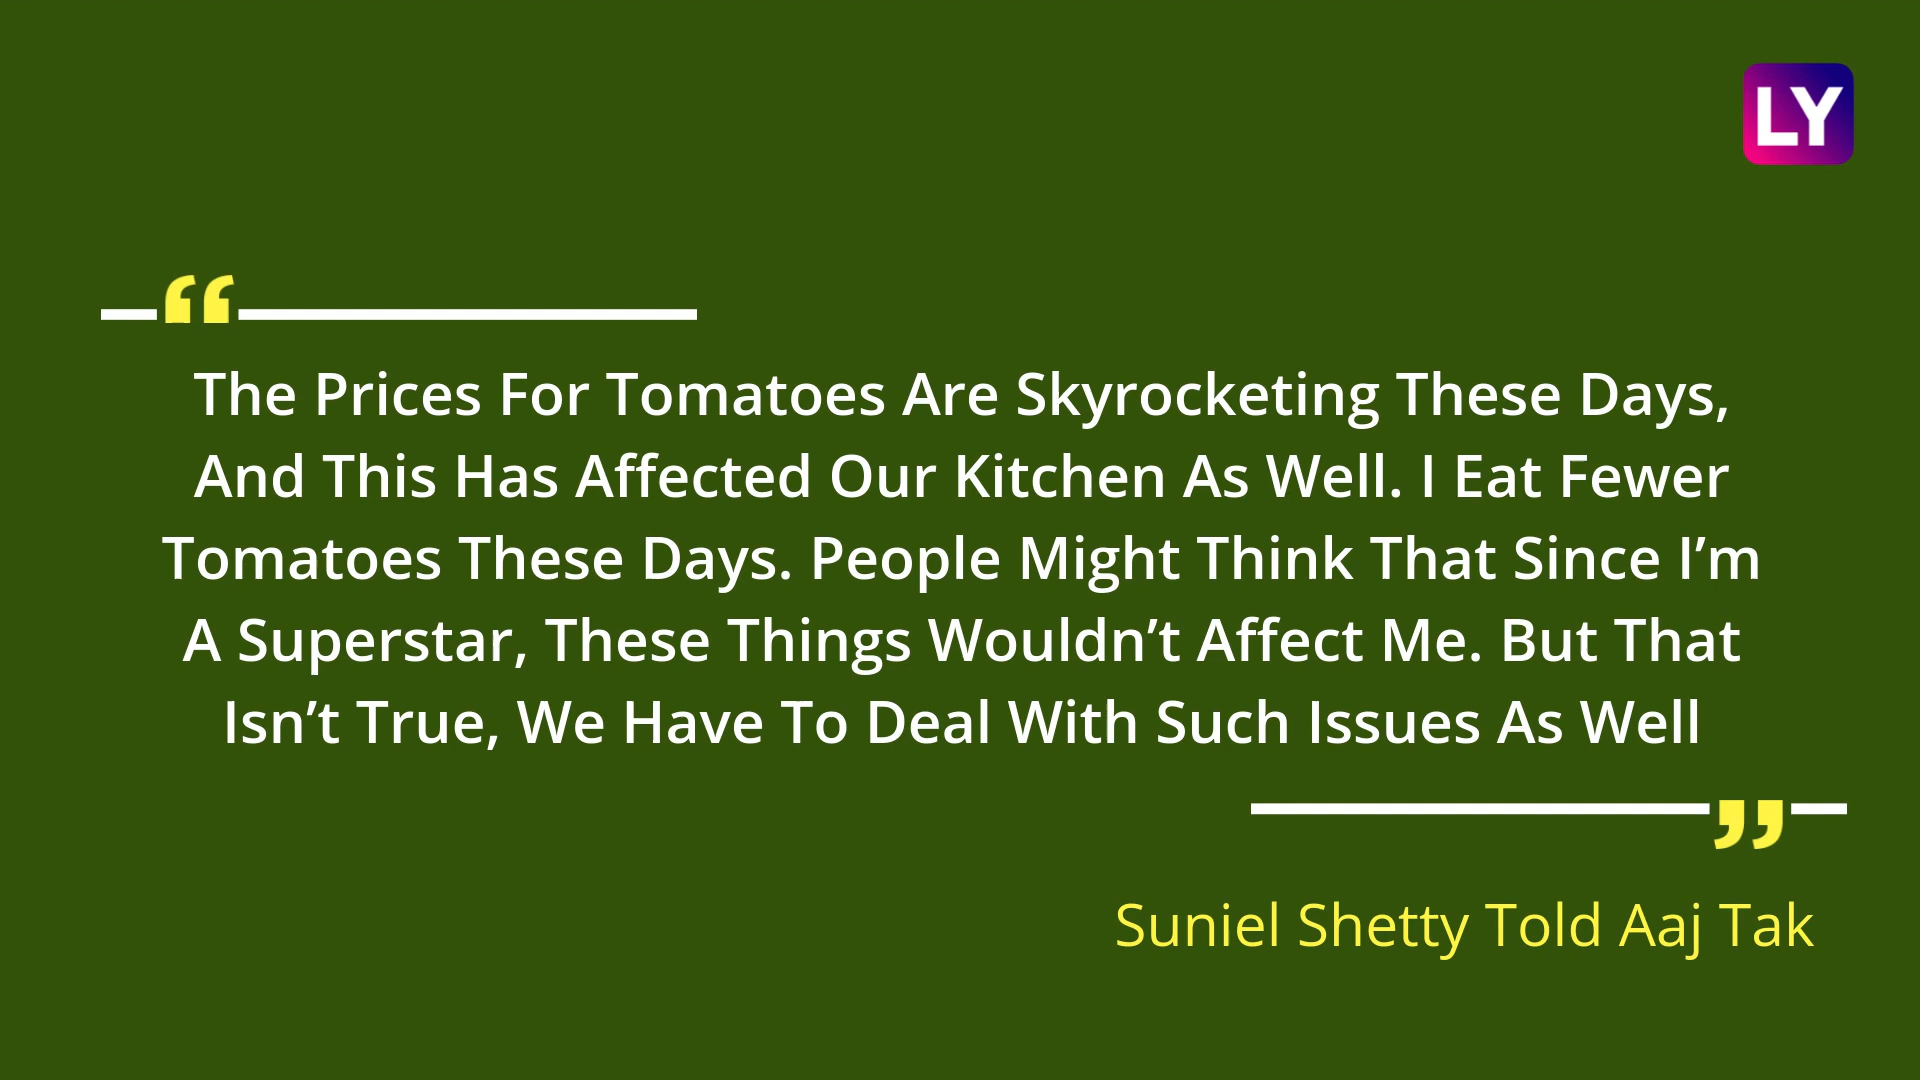 LY
“
The Prices For Tomatoes Are Skyrocketing These Days,
And This Has Affected Our Kitchen As Well. I Eat Fewer
Tomatoes These Days. People Might Think That Since I’m
A Superstar, These Things Wouldn’t Affect Me. But That
Isn’t True, We Have To Deal With Such Issues As Well
”
Suniel Shetty Told Aaj Tak